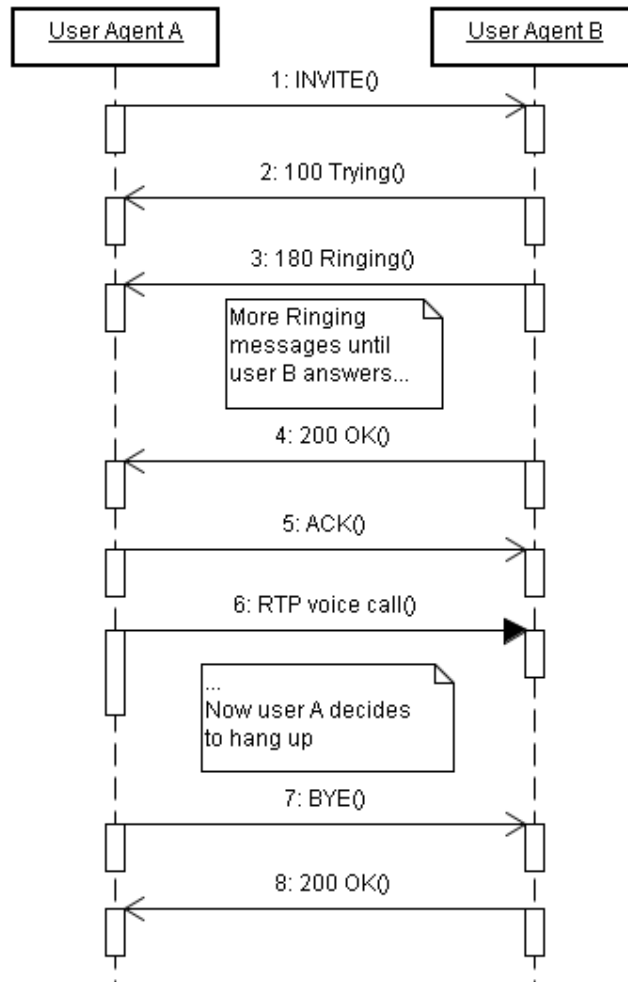 User Agent A
User Agent B
1: INVITE()
2: 100 Trying()
3: 180 Ringing()
More Ringing
messages until
user B answers...
4: 200 OK()
5: ACK()
6: RTP voice call()
...
Now user A decides
to hang up
7: BYE()
8: 200 OK()